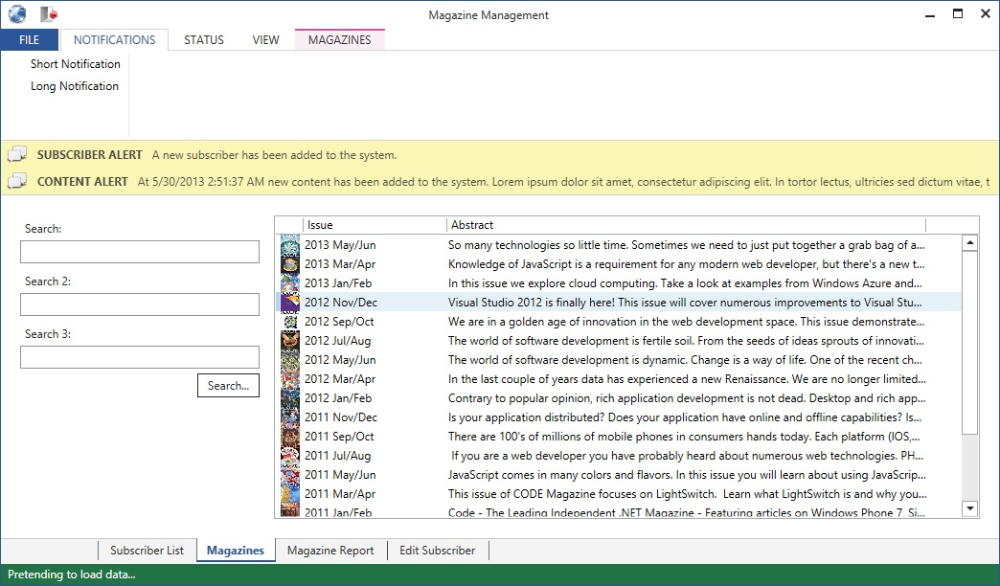 Magazine Management
FILE NOTIFICATIONS STATUS VIEW MAGAZINES
Short Notification
Long Notification
SUBSCRIBER ALERT A new subscriber has been added to the system.
CONTENT ALERT At 5/30/2013 2:51:37 AM new content has been added to the system. Lorem ipsum dolor sit amet, consectetur adipiscing elit. In tortor lectus, ultricies sed dictum vitae, t
Search:
Search 2:
Search 3:
Search...
Issue Abstract
2013 May/Jun So many technologies so little time. Sometimes we need to just put together a grab bag of a...
2013 Mar/Apr Knowledge of JavaScript is a requirement for any modern web developer, but there's a new t...
2013 Jan/Feb In this issue we explore cloud computing. Take a look at examples from Windows Azure and...
2012 Nov/Dec Visual Studio 2012 is finally here! This issue will cover numerous improvements to Visual Stu...
2012 Sep/Oct We are in a golden age of innovation in the web development space. This issue demonstrate...
2012 Jul/Aug The world of software development is fertile soil. From the seeds of ideas sprouts of innovati...
2012 May/Jun The world of software development is dynamic. Change is a way of life. One of the recent ch...
2012 Mar/Apr In the last couple of years data has experienced a new Renaissance. We are no longer limited...
2012 Jan/Feb Contrary to popular opinion, rich application development is not dead. Desktop and rich app...
2011 Nov/Dec Is your application distributed? Does your application have online and offline capabilities? Is...
2011 Sep/Oct There are 100's of millions of mobile phones in consumers hands today. Each platform (IOS,...
2011 Jul/Aug If you are a web developer you have probably heard about numerous web technologies. PH...
2011 May/Jun JavaScript comes in many colors and flavors. In this issue you will learn about using JavaScrip...
2011 Mar/Apr This issue of CODE Magazine focuses on LightSwitch. Learn what LightSwitch is and why you...
2011 Jan/Feb Code - The Leading Independent .NET Magazine - Featuring articles on Windows Phone 7, Si...
Subscriber List Magazines Magazine Report Edit Subscriber
Pretending to load data...